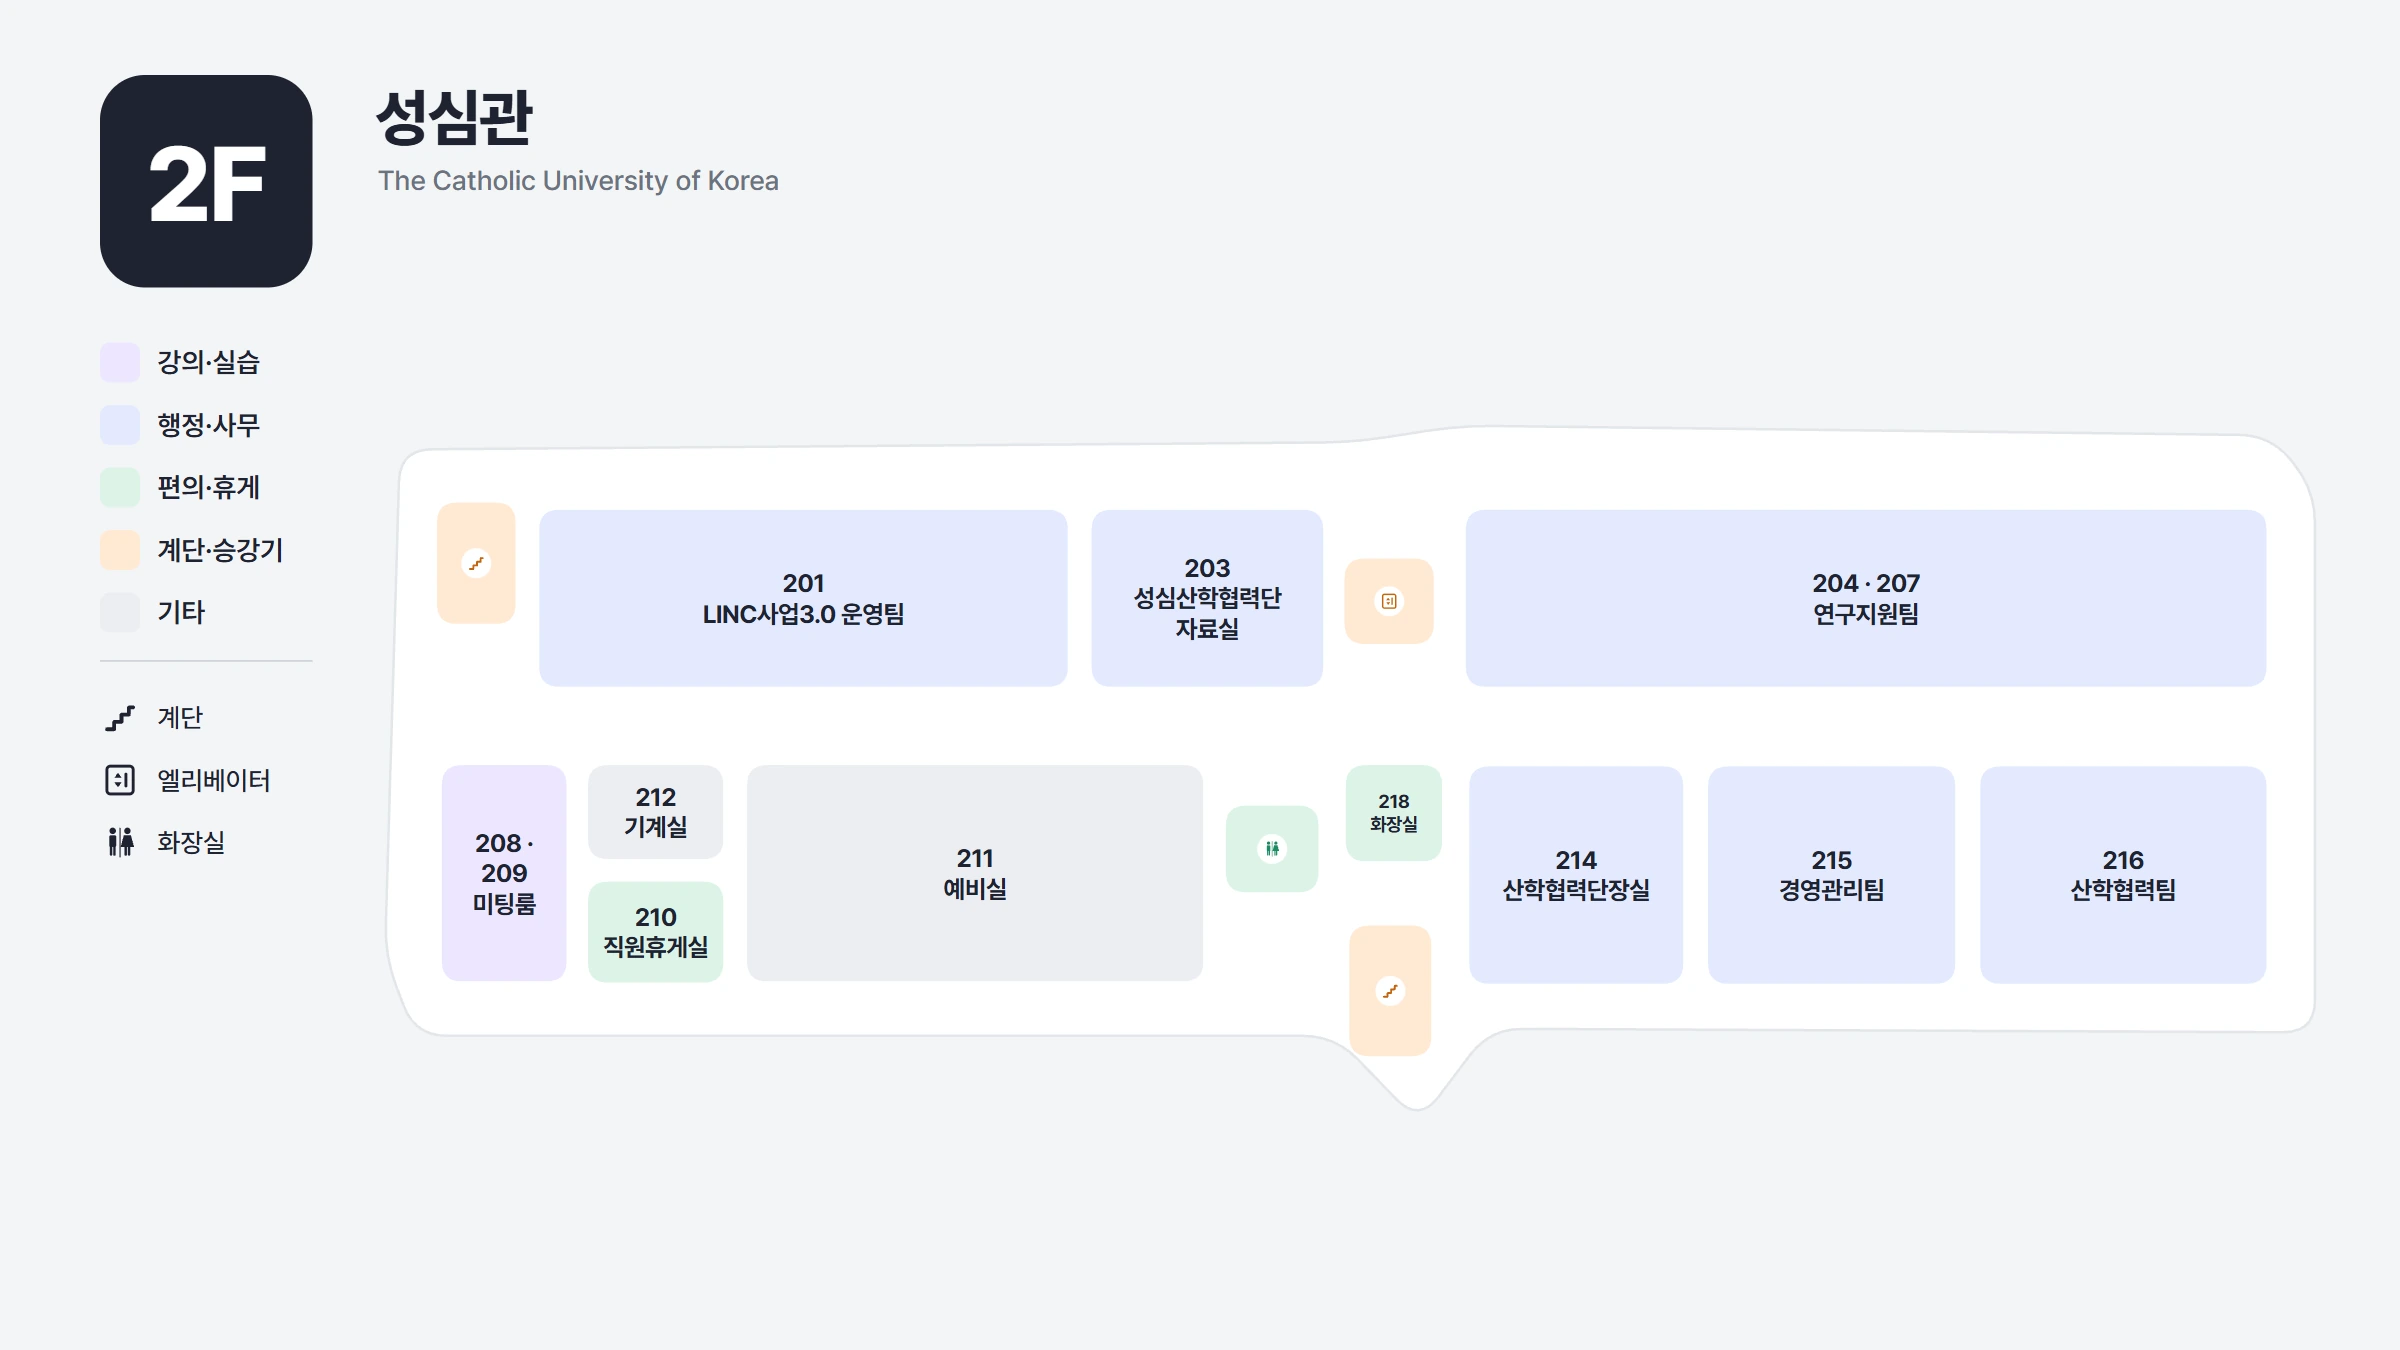 2F
성심관
The Catholic University of Korea
강의·실습
행정·사무
편의·휴게
계단·승강기
기타
계단
엘리베이터
화장실
201
LINC사업3.0 운영팀
203
성심산학협력단
자료실
204 · 207
연구지원팀
208 ·
209
미팅룸
212
기계실
210
직원휴게실
211
예비실
218
화장실
214
산학협력단장실
215
경영관리팀
216
산학협력팀